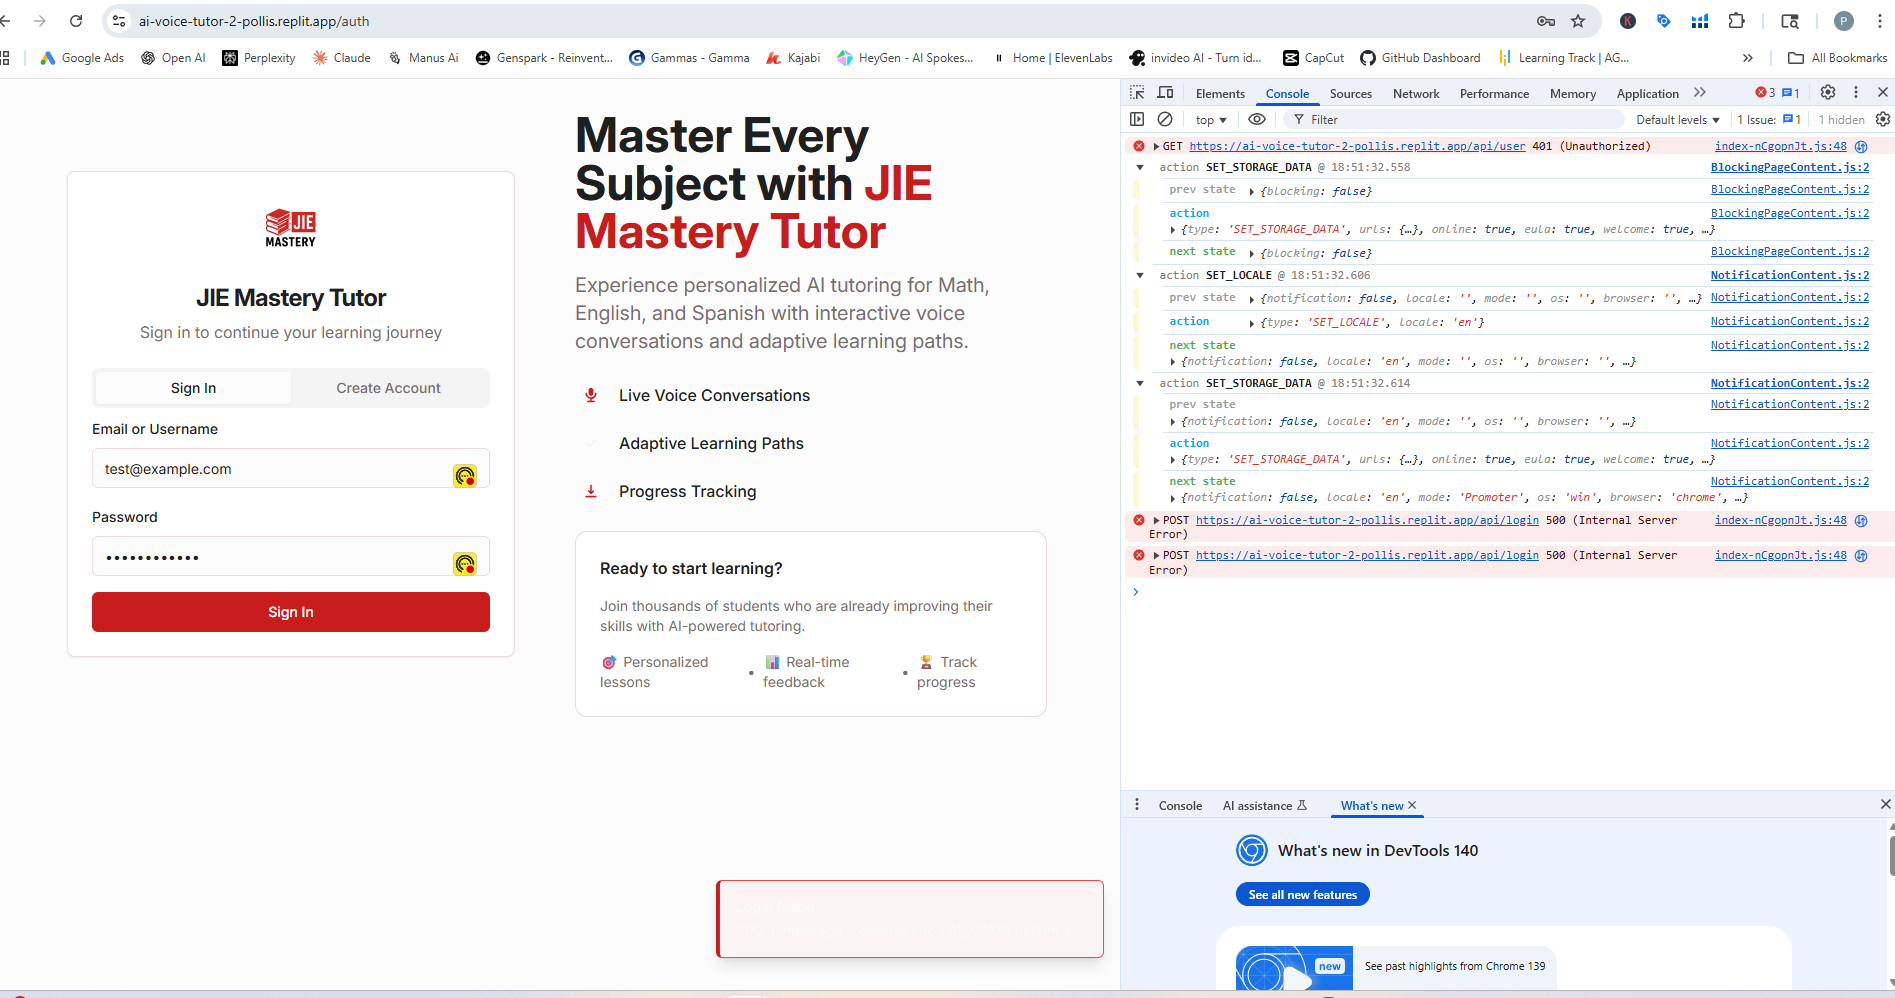 ai-voice-tutor-2-pollis.replit.app/auth
K
P
Google Ads
Open AI
Perplexity
Claude
Manus Ai
Genspark - Reinvent...
Gammas - Gamma
Kajabi
HeyGen - AI Spokes...
Home | ElevenLabs
invideo AI - Turn id...
CapCut
GitHub Dashboard
Learning Track | AG...
All Bookmarks
JIE
MASTERY
JIE Mastery Tutor
Sign in to continue your learning journey
Sign In
Create Account
Email or Username
test@example.com
Password
••••••••••••
Sign In
Master Every
Subject with JIE
Mastery Tutor
Experience personalized AI tutoring for Math,
English, and Spanish with interactive voice
conversations and adaptive learning paths.
Live Voice Conversations
Adaptive Learning Paths
Progress Tracking
Ready to start learning?
Join thousands of students who are already improving their
skills with AI-powered tutoring.
🎯 Personalized
lessons
• 📊 Real-time
feedback
• 🏆 Track
progress
Elements
Console
Sources
Network
Performance
Memory
Application
3
1
top
Filter
Default levels
1 Issue: 1
1 hidden
GET https://ai-voice-tutor-2-pollis.replit.app/api/user 401 (Unauthorized) index-nCgopnJt.js:48
action SET_STORAGE_DATA @ 18:51:32.558 BlockingPageContent.js:2
prev state {blocking: false} BlockingPageContent.js:2
action BlockingPageContent.js:2
{type: 'SET_STORAGE_DATA', urls: {…}, online: true, eula: true, welcome: true, …}
next state {blocking: false} BlockingPageContent.js:2
action SET_LOCALE @ 18:51:32.606 NotificationContent.js:2
prev state {notification: false, locale: '', mode: '', os: '', browser: '', …} NotificationContent.js:2
action {type: 'SET_LOCALE', locale: 'en'} NotificationContent.js:2
next state NotificationContent.js:2
{notification: false, locale: 'en', mode: '', os: '', browser: '', …}
action SET_STORAGE_DATA @ 18:51:32.614 NotificationContent.js:2
prev state NotificationContent.js:2
{notification: false, locale: 'en', mode: '', os: '', browser: '', …}
action NotificationContent.js:2
{type: 'SET_STORAGE_DATA', urls: {…}, online: true, eula: true, welcome: true, …}
next state NotificationContent.js:2
{notification: false, locale: 'en', mode: 'Promoter', os: 'win', browser: 'chrome', …}
POST https://ai-voice-tutor-2-pollis.replit.app/api/login 500 (Internal Server index-nCgopnJt.js:48
Error)
POST https://ai-voice-tutor-2-pollis.replit.app/api/login 500 (Internal Server index-nCgopnJt.js:48
Error)
Console
AI assistance
What's new
What's new in DevTools 140
See all new features
new
See past highlights from Chrome 139